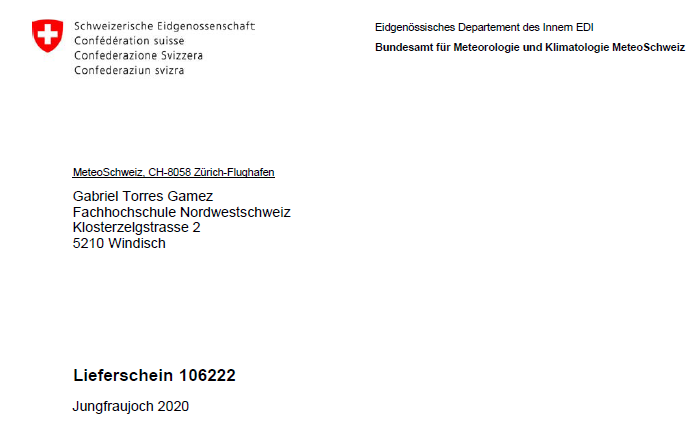 Schweizerische Eidgenossenschaft
Confédération suisse
Confederazione Svizzera
Confederaziun svizra
Eidgenössisches Departement des Innern EDI
Bundesamt für Meteorologie und Klimatologie MeteoSchweiz
MeteoSchweiz, CH-8058 Zürich-Flughafen
Gabriel Torres Gamez
Fachhochschule Nordwestschweiz
Klosterzelgstrasse 2
5210 Windisch
Lieferschein 106222
Jungfraujoch 2020